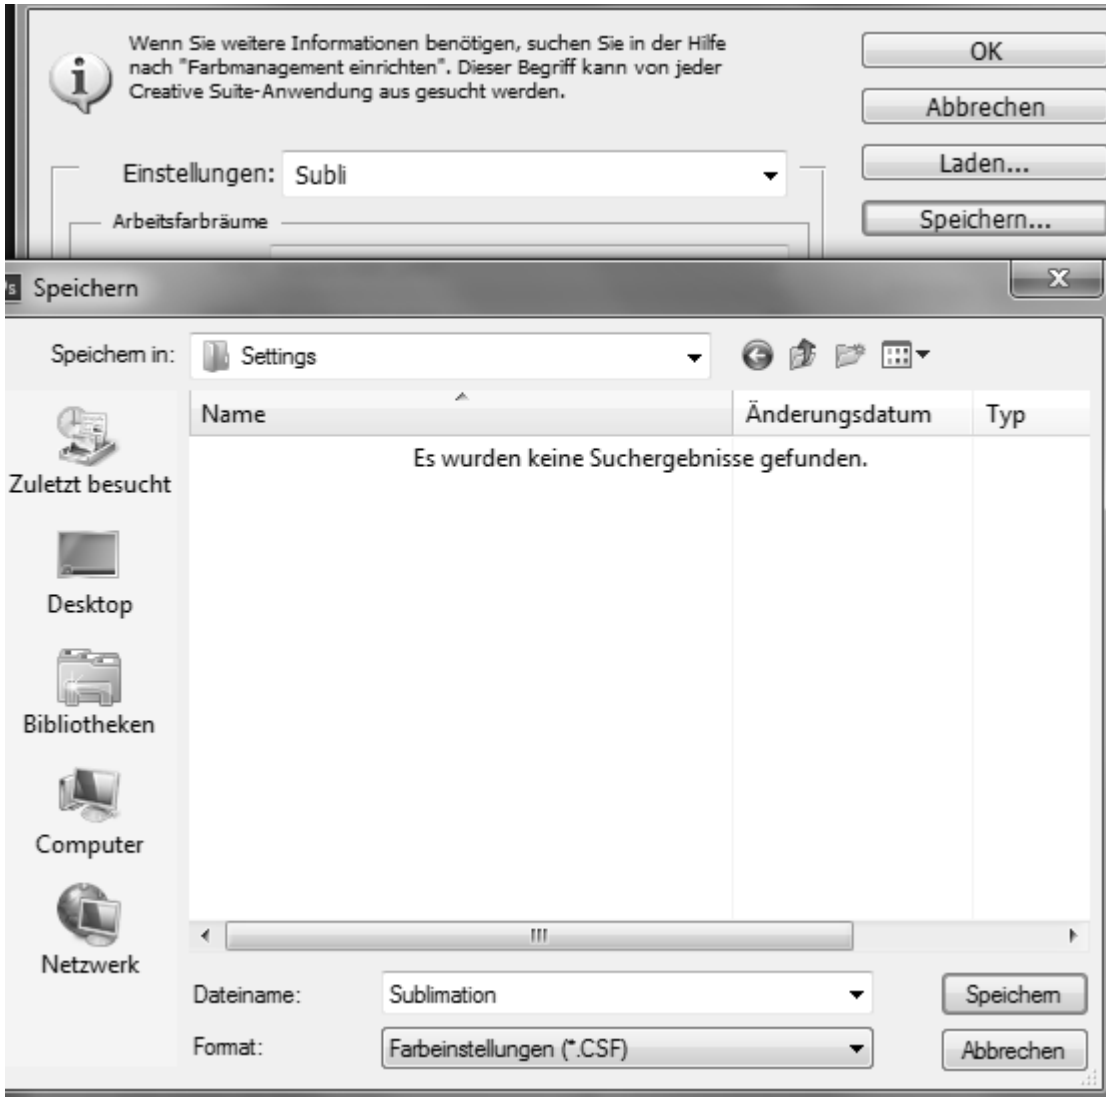 Wenn Sie weitere Informationen benötigen, suchen Sie in der Hilfe
nach "Farbmanagement einrichten". Dieser Begriff kann von jeder
Creative Suite-Anwendung aus gesucht werden.
OK
Abbrechen
Laden...
Speichern...
Einstellungen: Subli
Arbeitsfarbräume
Speichern
Speichern in: Settings
Name Änderungsdatum Typ
Es wurden keine Suchergebnisse gefunden.
Zuletzt besucht
Desktop
Bibliotheken
Computer
Netzwerk
Dateiname: Sublimation Speichern
Format: Farbeinstellungen (*.CSF) Abbrechen